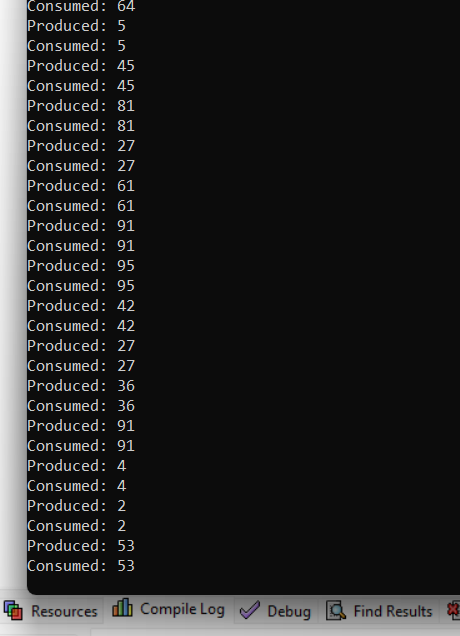 Consumed: 64
Produced: 5
Consumed: 5
Produced: 45
Consumed: 45
Produced: 81
Consumed: 81
Produced: 27
Consumed: 27
Produced: 61
Consumed: 61
Produced: 91
Consumed: 91
Produced: 95
Consumed: 95
Produced: 42
Consumed: 42
Produced: 27
Consumed: 27
Produced: 36
Consumed: 36
Produced: 91
Consumed: 91
Produced: 4
Consumed: 4
Produced: 2
Consumed: 2
Produced: 53
Consumed: 53
Resources Compile Log Debug Find Results